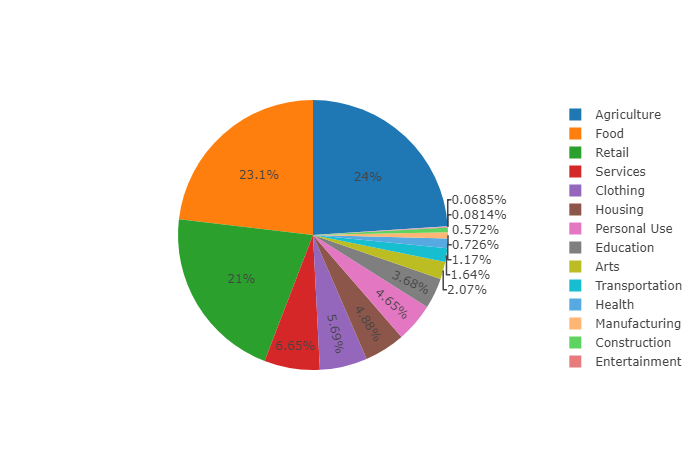 23.1%
24%
21%
6.65%
5.69%
4.88%
4.65%
3.68%
0.0685%
0.0814%
0.572%
0.726%
1.17%
1.64%
2.07%
Agriculture
Food
Retail
Services
Clothing
Housing
Personal Use
Education
Arts
Transportation
Health
Manufacturing
Construction
Entertainment